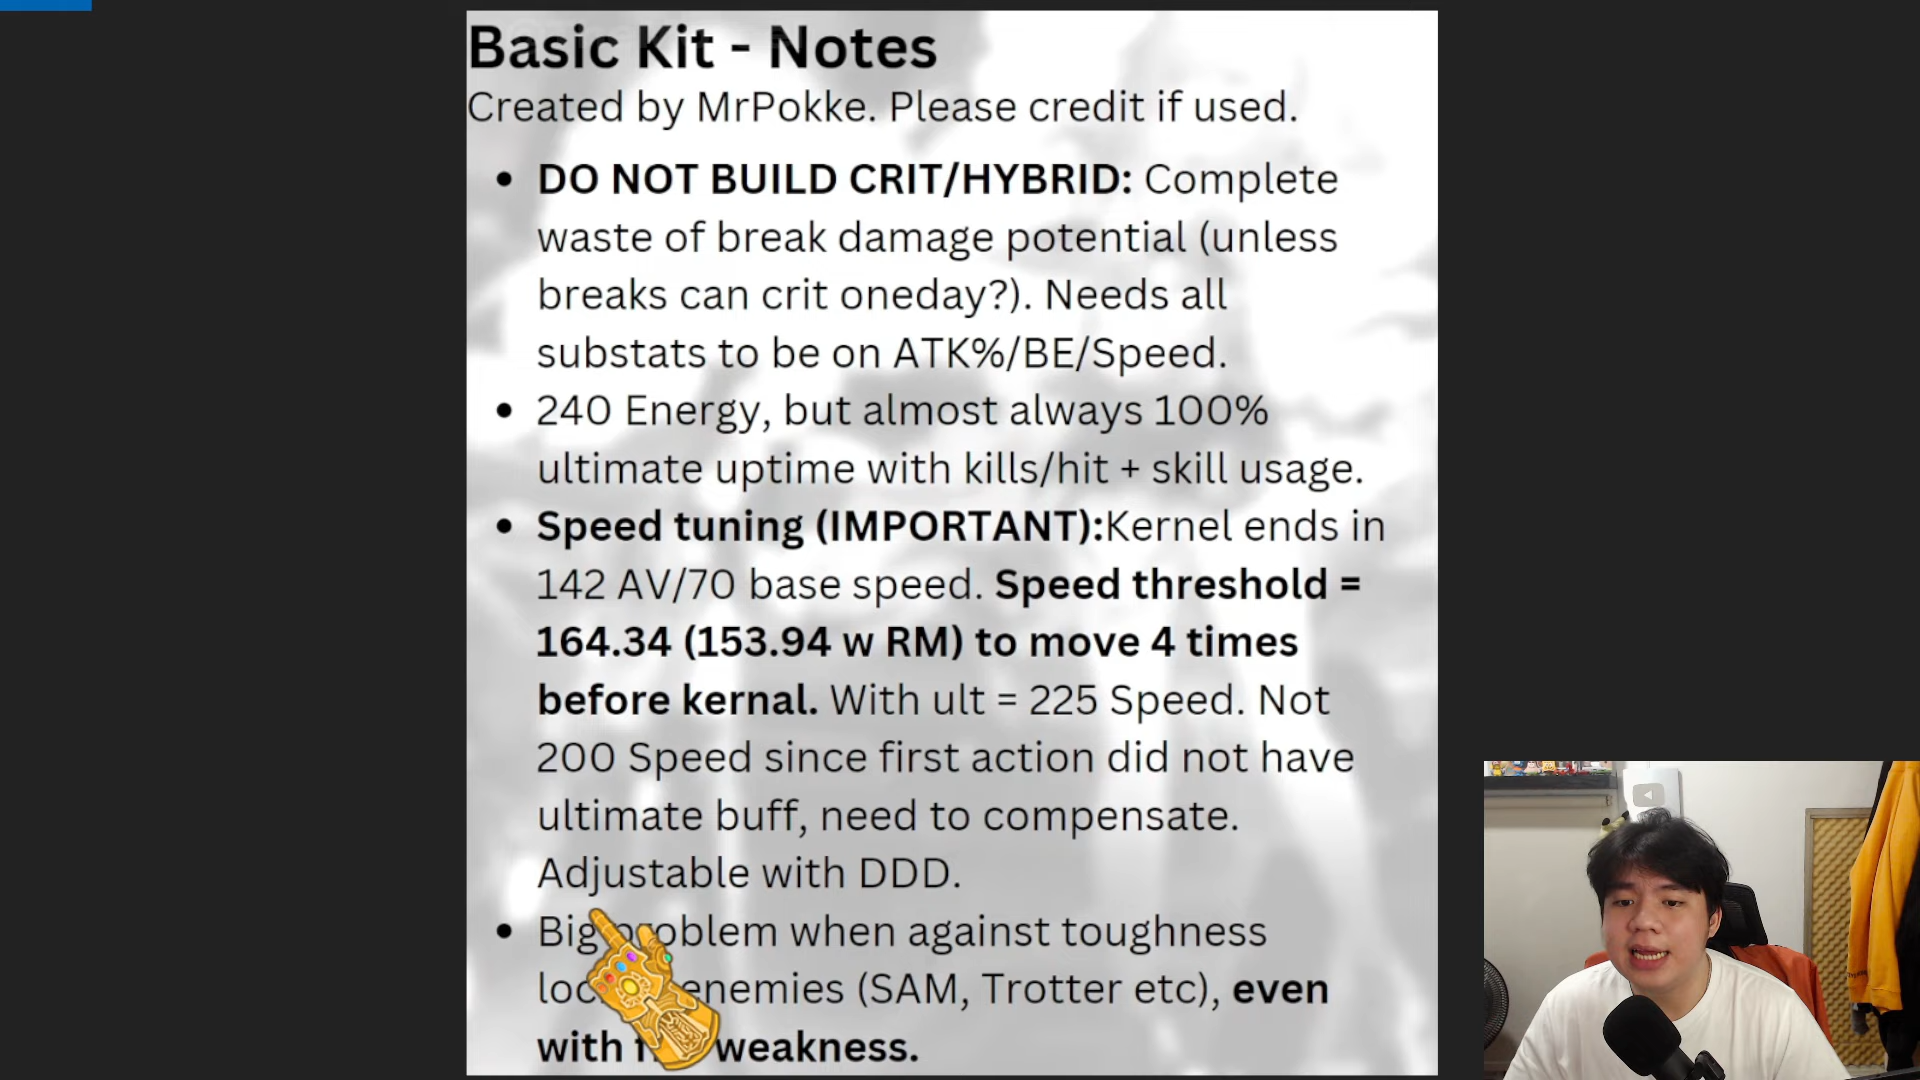 Basic Kit - Notes
Created by MrPokke. Please credit if used.
• DO NOT BUILD CRIT/HYBRID: Complete
waste of break damage potential (unless
breaks can crit oneday?). Needs all
substats to be on ATK%/BE/Speed.
• 240 Energy, but almost always 100%
ultimate uptime with kills/hit + skill usage.
• Speed tuning (IMPORTANT):Kernel ends in
142 AV/70 base speed. Speed threshold =
164.34 (153.94 w RM) to move 4 times
before kernal. With ult = 225 Speed. Not
200 Speed since first action did not have
ultimate buff, need to compensate.
Adjustable with DDD.
• Big problem when against toughness
enemies (SAM, Trotter etc), even
with weakness.